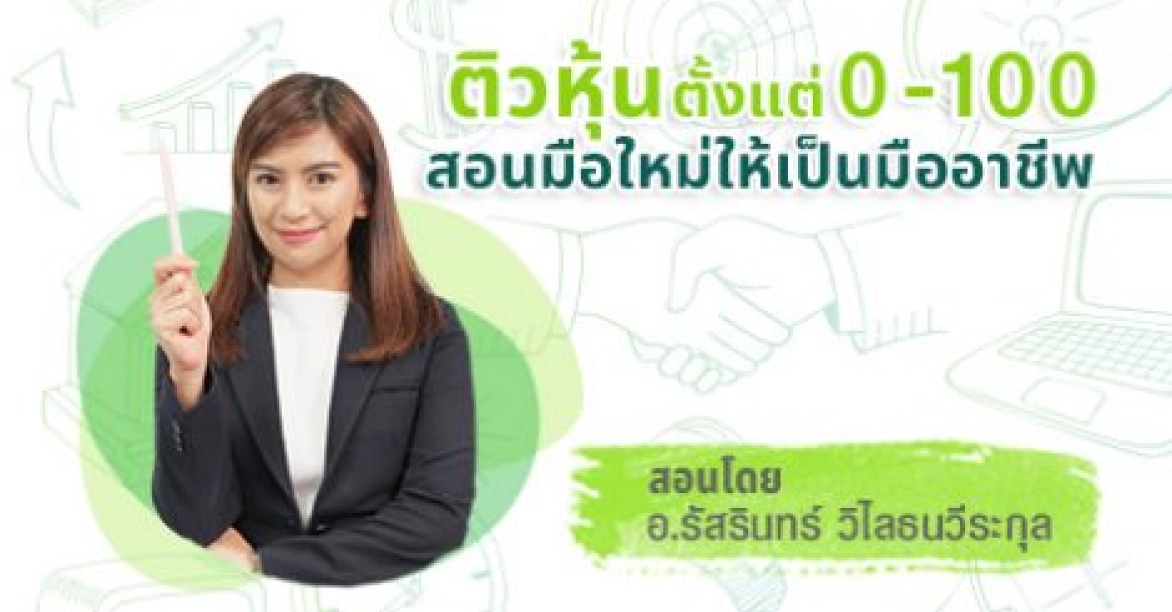 ติวหุ้น ตั้งแต่ 0 - 100
สอนมือใหม่ให้เป็นมืออาชีพ
สอนโดย
อ.รัสรินทร์ วิไลธนวีระกุล